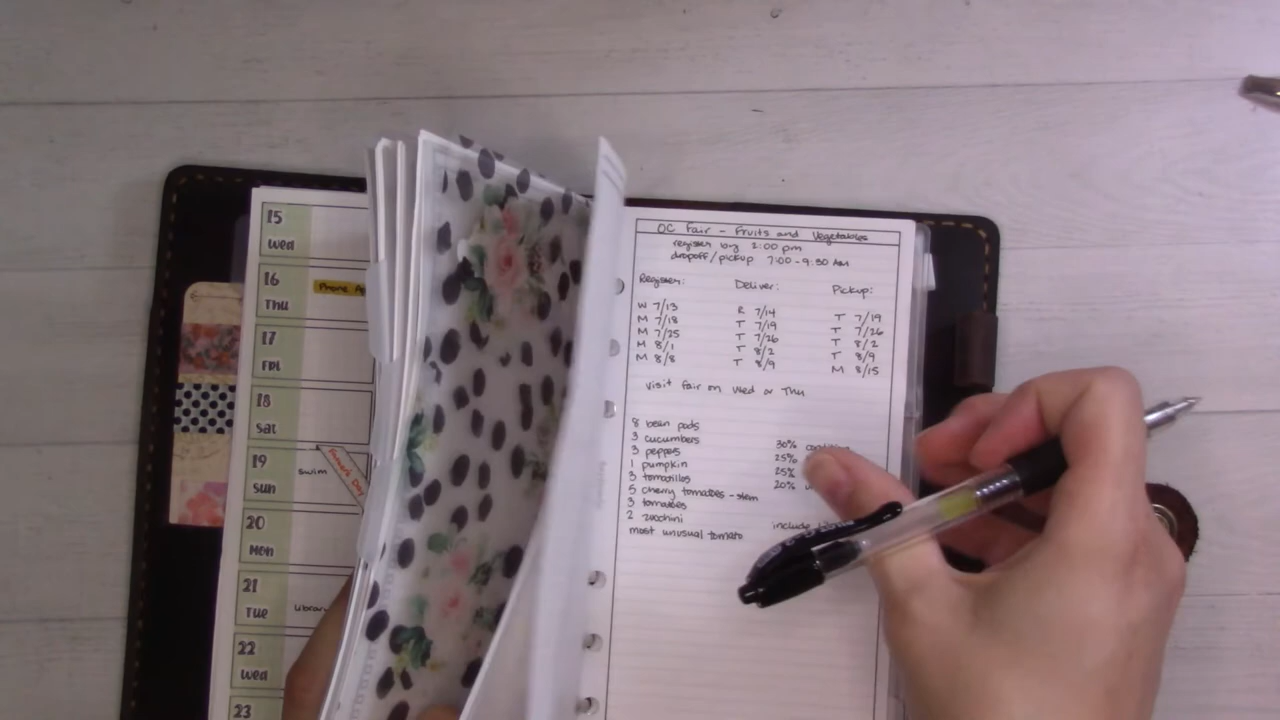 15
Wed
16
Thu
Phone
17
Fri
18
Sat
19
Sun
swim
Father's Day
20
Mon
21
Tue
Library
22
Wed
23
OC Fair - Fruits and Vegetables
register by 2:00 pm
dropoff/pickup 7:00-9:30 AM
Register: Deliver: Pickup:
W 7/13 R 7/14 T 7/19
M 7/18 T 7/19 T 7/26
M 7/25 T 7/26 T 8/2
M 8/1 T 8/2 T 8/9
M 8/8 T 8/9 M 8/15
visit fair on Wed or Thu
8 bean pods
3 cucumbers 30%
3 peppers 25%
1 pumpkin 25%
3 tomatillos 20%
5 cherry tomatoes - stem
3 tomatoes
2 zucchini include
most unusual tomato